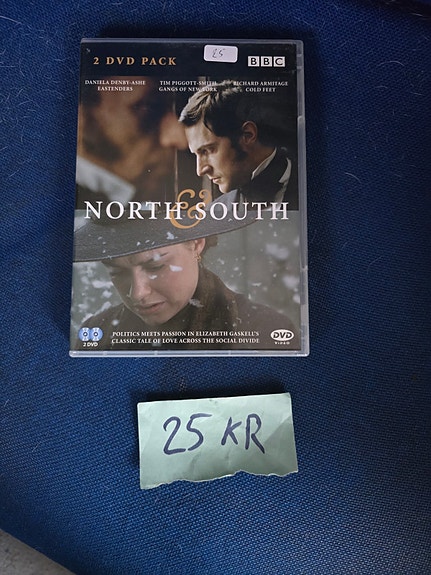 2 DVD PACK
25
BBC
DANIELA DENBY-ASHE
EASTENDERS
TIM PIGGOTT-SMITH
GANGS OF NEW YORK
RICHARD ARMITAGE
COLD FEET
NORTH & SOUTH
POLITICS MEETS PASSION IN ELIZABETH GASKELL'S
CLASSIC TALE OF LOVE ACROSS THE SOCIAL DIVIDE
2 DVD
DVD
VIDEO
25 KR